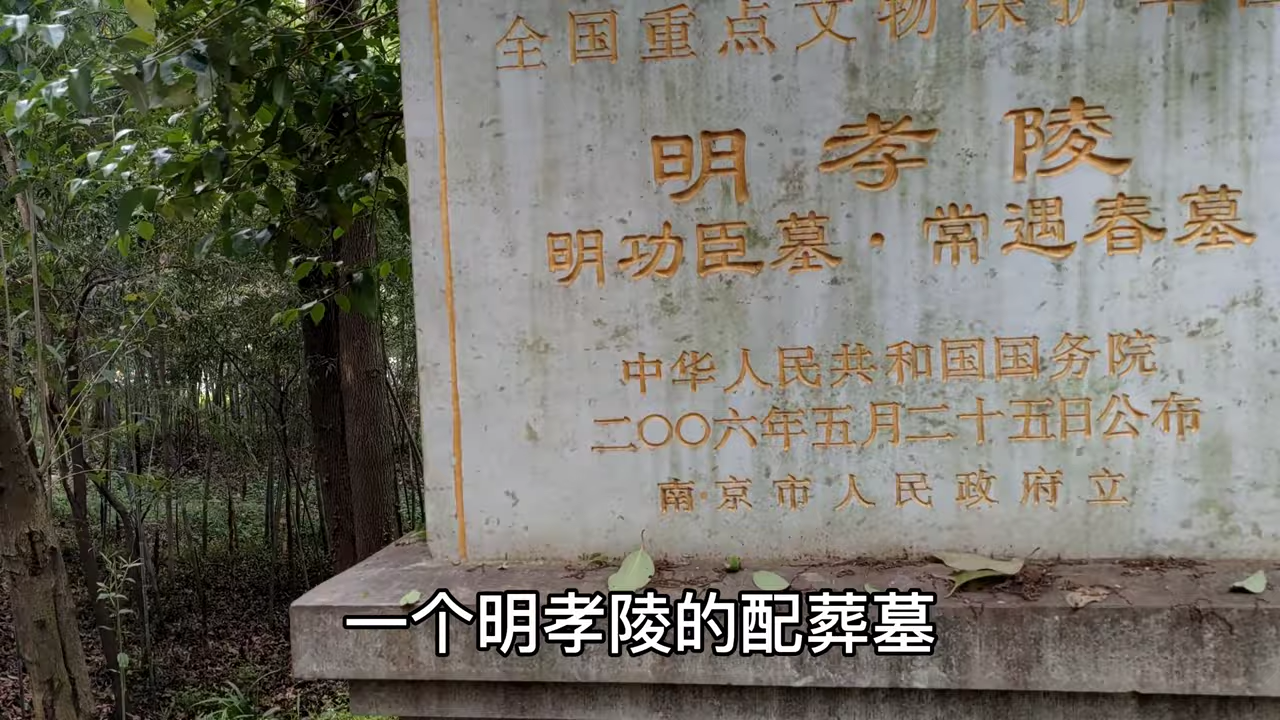 全国重点文物保护单位
明孝陵
明功臣墓·常遇春墓
中华人民共和国国务院
二〇〇六年五月二十五日公布
南京市人民政府立
一个明孝陵的配葬墓